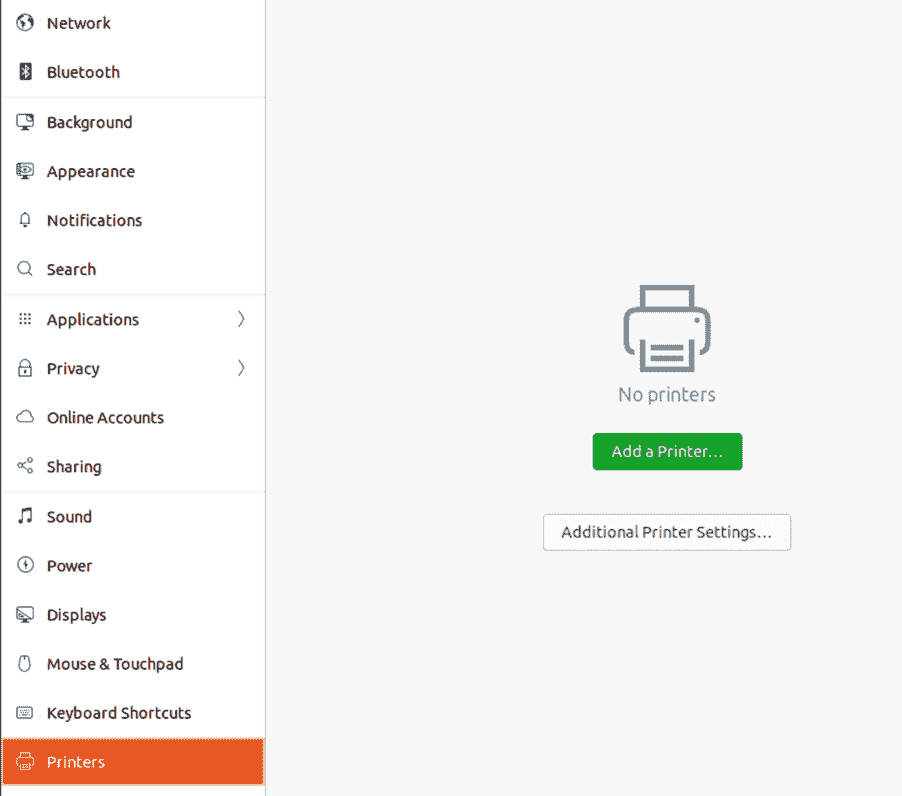 Network
Bluetooth
Background
Appearance
Notifications
Search
Applications
Privacy
Online Accounts
Sharing
Sound
Power
Displays
Mouse & Touchpad
Keyboard Shortcuts
Printers
No printers
Add a Printer...
Additional Printer Settings...